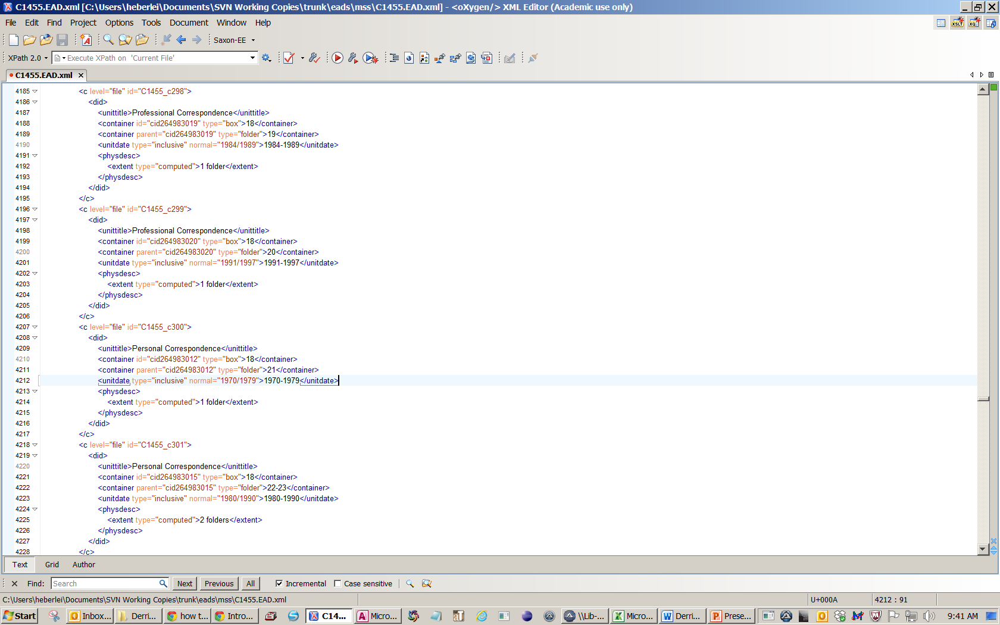 C1455.EAD.xml [C:\Users\heberlei\Documents\SVN Working Copies\trunk\eads\mss\C1455.EAD.xml] - <oXygen/> XML Editor (Academic use only)
File Edit Find Project Options Tools Document Window Help
XSLT XQ
Saxon-EE
XPath 2.0 Execute XPath on 'Current File'
C1455.EAD.xml
4185 <c level="file" id="C1455_c298">
4186 <did>
4187 <unittitle>Professional Correspondence</unittitle>
4188 <container id="cid264983019" type="box">18</container>
4189 <container parent="cid264983019" type="folder">19</container>
4190 <unitdate type="inclusive" normal="1984/1989">1984-1989</unitdate>
4191 <physdesc>
4192 <extent type="computed">1 folder</extent>
4193 </physdesc>
4194 </did>
4195 </c>
4196 <c level="file" id="C1455_c299">
4197 <did>
4198 <unittitle>Professional Correspondence</unittitle>
4199 <container id="cid264983020" type="box">18</container>
4200 <container parent="cid264983020" type="folder">20</container>
4201 <unitdate type="inclusive" normal="1991/1997">1991-1997</unitdate>
4202 <physdesc>
4203 <extent type="computed">1 folder</extent>
4204 </physdesc>
4205 </did>
4206 </c>
4207 <c level="file" id="C1455_c300">
4208 <did>
4209 <unittitle>Personal Correspondence</unittitle>
4210 <container id="cid264983012" type="box">18</container>
4211 <container parent="cid264983012" type="folder">21</container>
4212 <unitdate type="inclusive" normal="1970/1979">1970-1979</unitdate>
4213 <physdesc>
4214 <extent type="computed">1 folder</extent>
4215 </physdesc>
4216 </did>
4217 </c>
4218 <c level="file" id="C1455_c301">
4219 <did>
4220 <unittitle>Personal Correspondence</unittitle>
4221 <container id="cid264983015" type="box">18</container>
4222 <container parent="cid264983015" type="folder">22-23</container>
4223 <unitdate type="inclusive" normal="1980/1990">1980-1990</unitdate>
4224 <physdesc>
4225 <extent type="computed">2 folders</extent>
4226 </physdesc>
4227 </did>
4228 </c>
Text Grid Author
Find: Search Next Previous All Incremental Case sensitive
C:\Users\heberlei\Documents\SVN Working Copies\trunk\eads\mss\C1455.EAD.xml U+000A 4212 : 91
Start Inbox... Derri... how t... Intro... C14... Micro... aT \\Lib-... Micro... Derri... Prese... 9:41 AM